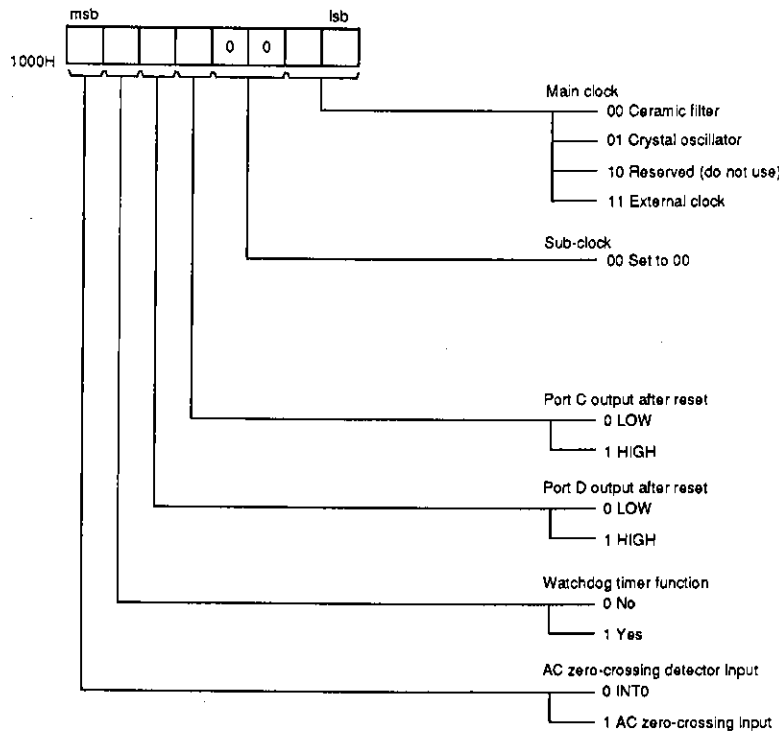 msb lsb
0 0
1000H
Main clock
00 Ceramic filter
01 Crystal oscillator
10 Reserved (do not use)
11 External clock
Sub-clock
00 Set to 00
Port C output after reset
0 LOW
1 HIGH
Port D output after reset
0 LOW
1 HIGH
Watchdog timer function
0 No
1 Yes
AC zero-crossing detector Input
0 INT0
1 AC zero-crossing Input